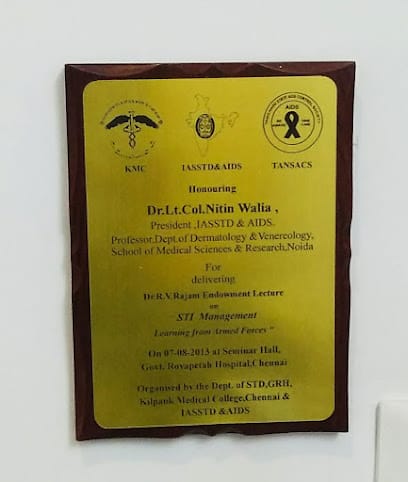 AIDS
KMC IASSTD&AIDS TANSACS
Honouring
Dr.Lt.Col.Nitin Walia ,
President ,IASSTD & AIDS.
Professor,Dept.of Dermatology &Venereology,
School of Medical Sciences & Research,Noida
For
delivering
Dr.R.V.Rajam Endowment Lecture
on
STI Management
Learning from Armed Forces "
On 07-08-2013 at Seminar Hall,
Govt. Royapetah Hospital,Chennai
Organised by the Dept. of STD,GRH,
Kilpauk Medical College,Chennai &
IASSTD &AIDS